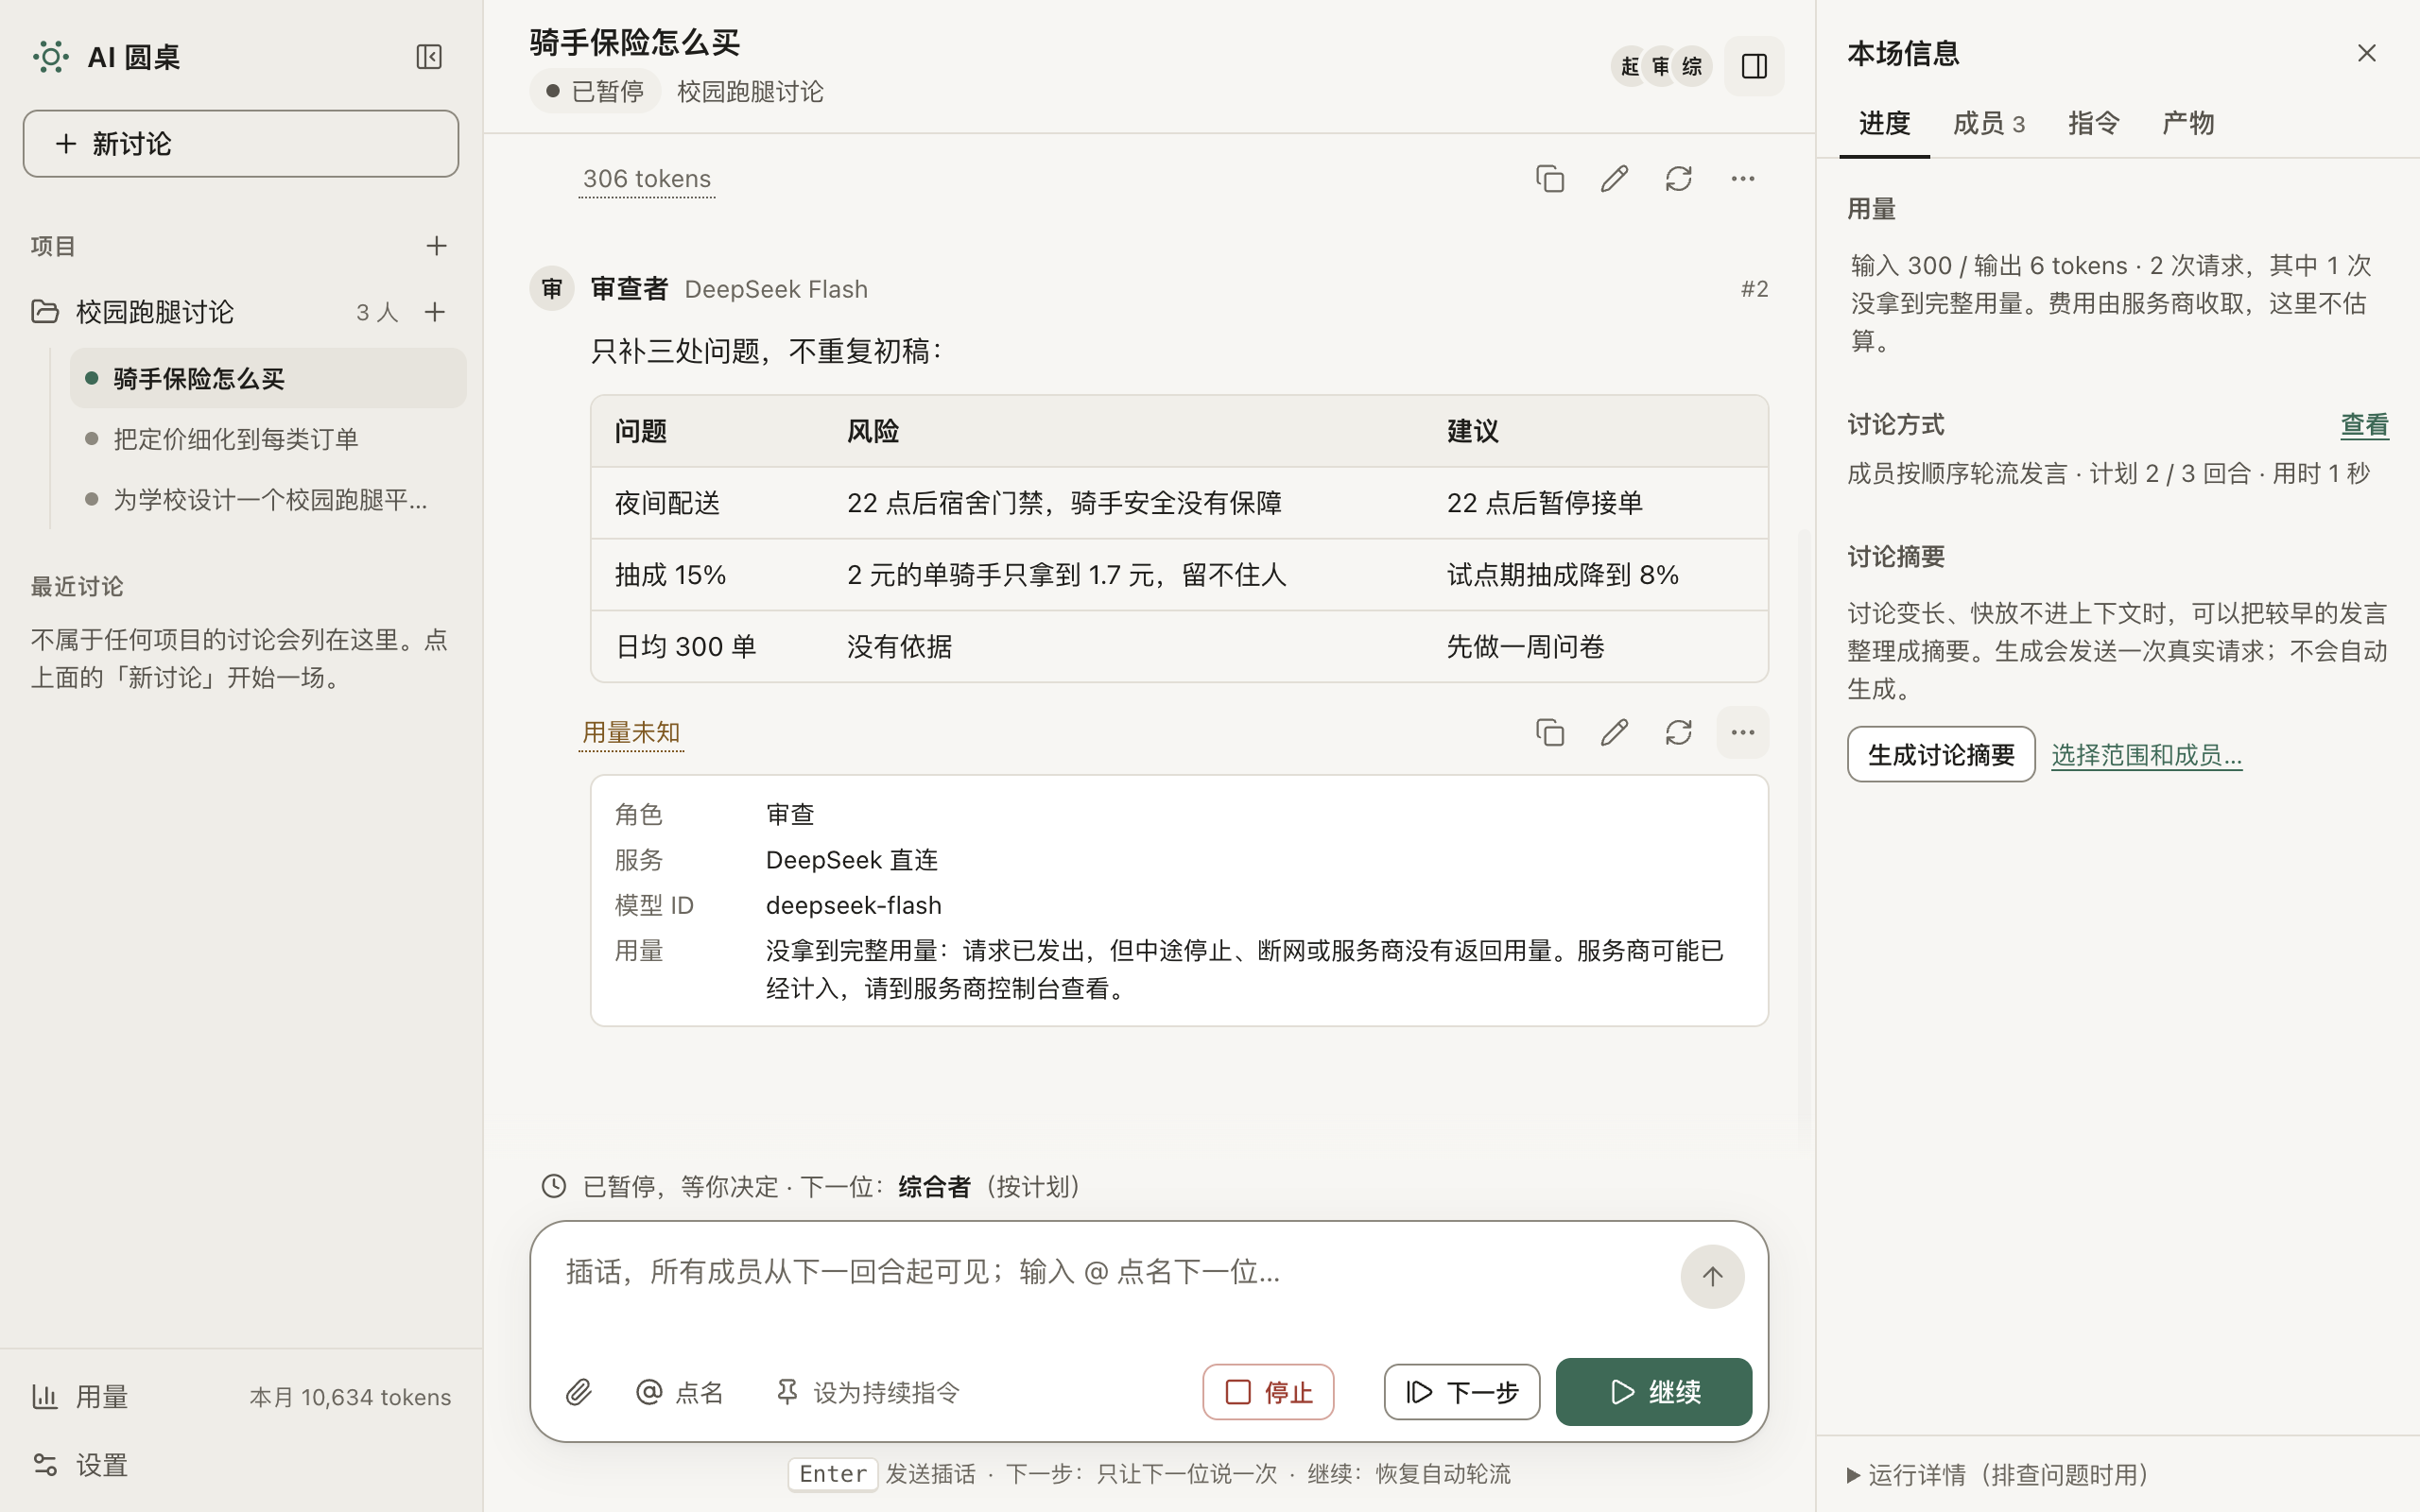 AI 圆桌
新讨论
项目
校园跑腿讨论 3 人
骑手保险怎么买
把定价细化到每类订单
为学校设计一个校园跑腿平...
最近讨论
不属于任何项目的讨论会列在这里。点
上面的「新讨论」开始一场。
用量 本月 10,634 tokens
设置
骑手保险怎么买
已暂停 校园跑腿讨论
审 综
306 tokens
审 审查者 DeepSeek Flash #2
只补三处问题，不重复初稿：
问题 风险 建议
夜间配送 22 点后宿舍门禁，骑手安全没有保障 22 点后暂停接单
抽成 15% 2 元的单骑手只拿到 1.7 元，留不住人 试点期抽成降到 8%
日均 300 单 没有依据 先做一周问卷
用量未知
角色 审查
服务 DeepSeek 直连
模型 ID deepseek-flash
用量 没拿到完整用量：请求已发出，但中途停止、断网或服务商没有返回用量。服务商可能已
经计入，请到服务商控制台查看。
已暂停，等你决定 · 下一位：综合者（按计划）
插话，所有成员从下一回合起可见；输入 @ 点名下一位...
点名 设为持续指令 停止 下一步 继续
Enter 发送插话 · 下一步：只让下一位说一次 · 继续：恢复自动轮流
本场信息
进度 成员 3 指令 产物
用量
输入 300 / 输出 6 tokens · 2 次请求，其中 1 次
没拿到完整用量。费用由服务商收取，这里不估
算。
讨论方式 查看
成员按顺序轮流发言 · 计划 2 / 3 回合 · 用时 1 秒
讨论摘要
讨论变长、快放不进上下文时，可以把较早的发言
整理成摘要。生成会发送一次真实请求；不会自动
生成。
生成讨论摘要 选择范围和成员...
运行详情（排查问题时用）